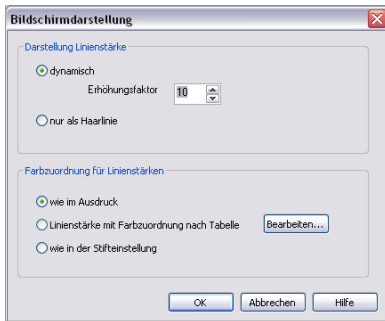 Bildschirmdarstellung
Darstellung Linienstärke
dynamisch
Erhöhungsfaktor 10
nur als Haarlinie
Farbzuordnung für Linienstärken
wie im Ausdruck
Linienstärke mit Farbzuordnung nach Tabelle Bearbeiten...
wie in der Stifteinstellung
OK Abbrechen Hilfe